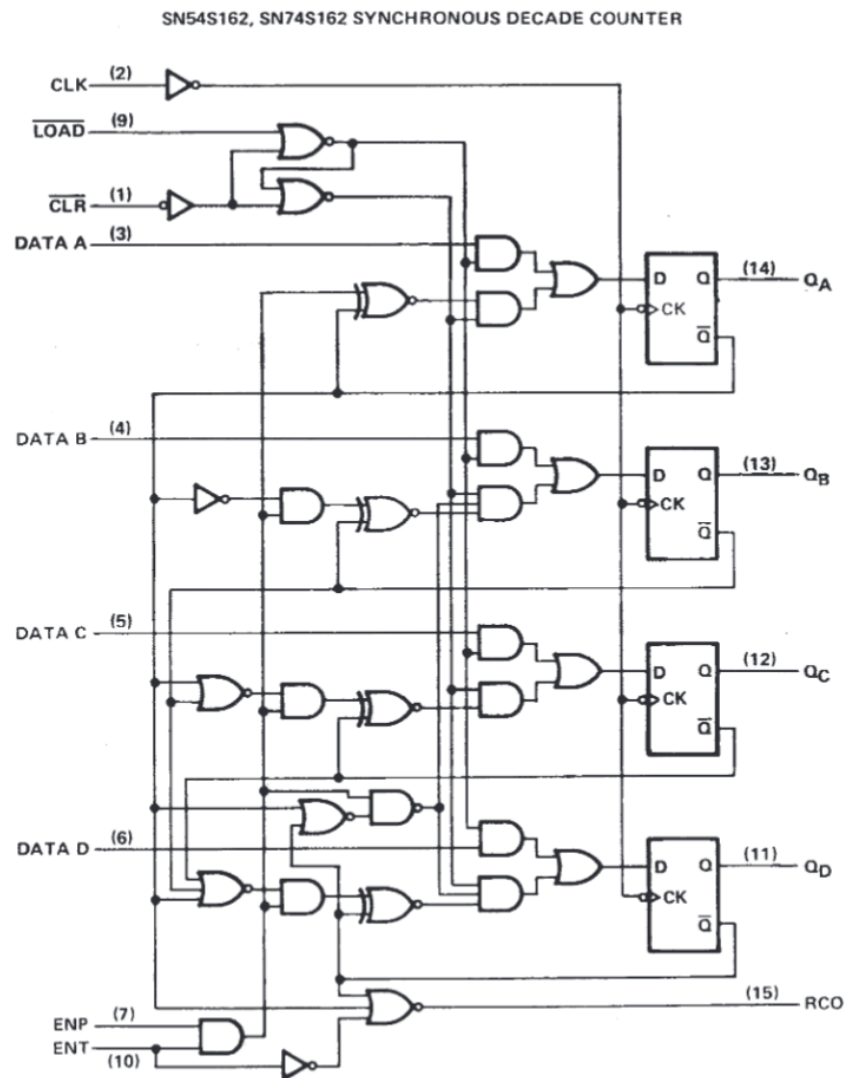 SN54S162, SN74S162 SYNCHRONOUS DECADE COUNTER
CLK (2)
LOAD (9)
CLR (1)
DATA A (3)
D Q (14) QA
CK
Q
DATA B (4)
D Q (13) QB
CK
Q
DATA C (5)
D Q (12) QC
CK
Q
DATA D (6)
D Q (11) QD
CK
Q
(15) RCO
ENP (7)
ENT
(10)